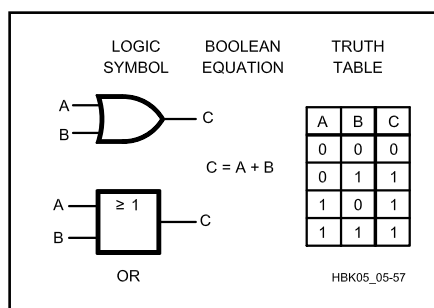 LOGIC SYMBOL
BOOLEAN EQUATION
TRUTH TABLE
A
B
C
C = A + B
A
B
≥ 1
C
OR
A B C
0 0 0
0 1 1
1 0 1
1 1 1
HBK05_05-57